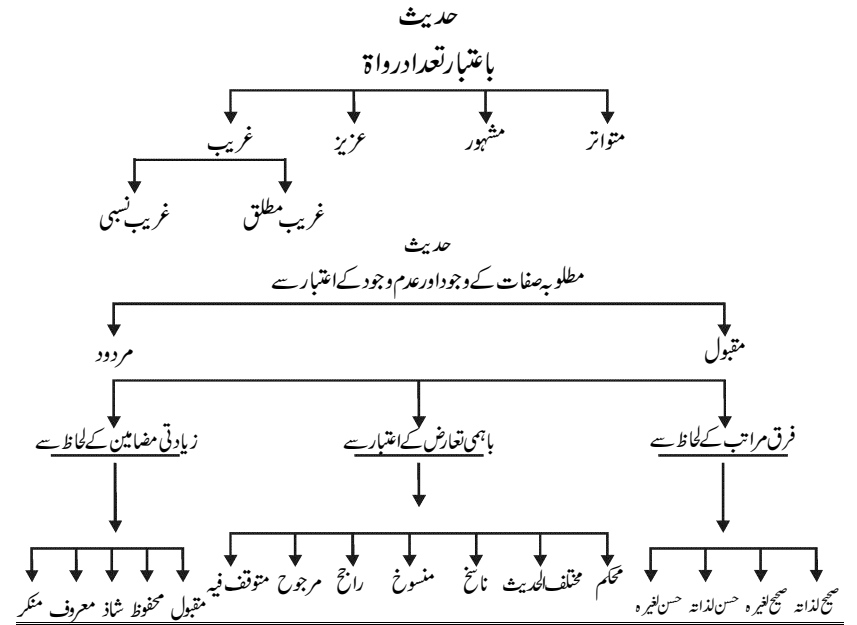 حدیث
باعتبار تعداد رواۃ
متواتر مشہور عزیز غریب
غریب مطلق غریب نسبی
حدیث
مطلوبہ صفات کے وجود اور عدم وجود کے اعتبار سے
مقبول مردود
فرق مراتب کے لحاظ سے باہمی تعارض کے اعتبار سے زیادتی مضامین کے لحاظ سے
صحیح لذاتہ صحیح لغیرہ حسن لذاتہ حسن لغیرہ محکم مختلف الحدیث ناسخ منسوخ راجح مرجوح متوقف فیہ مقبول محفوظ شاذ معروف منکر